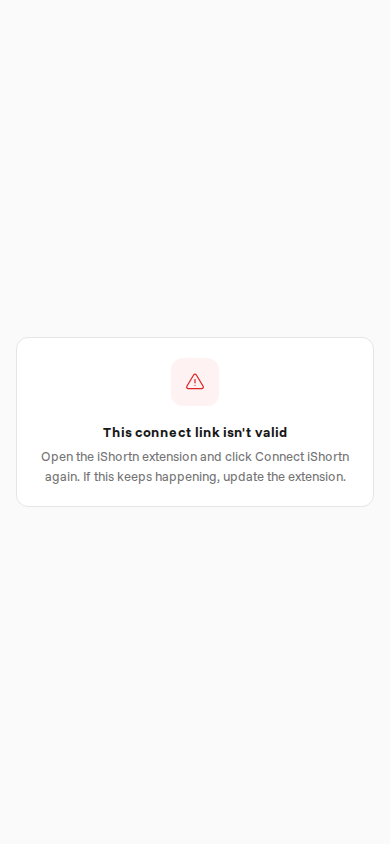 This connect link isn't valid
Open the iShortn extension and click Connect iShortn
again. If this keeps happening, update the extension.